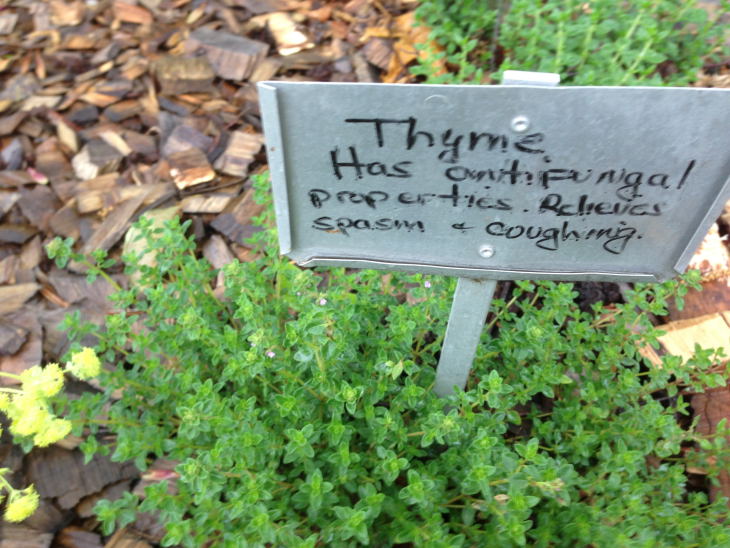 Thyme.
Has antifungal
properties. Relieves
spasm & coughing.